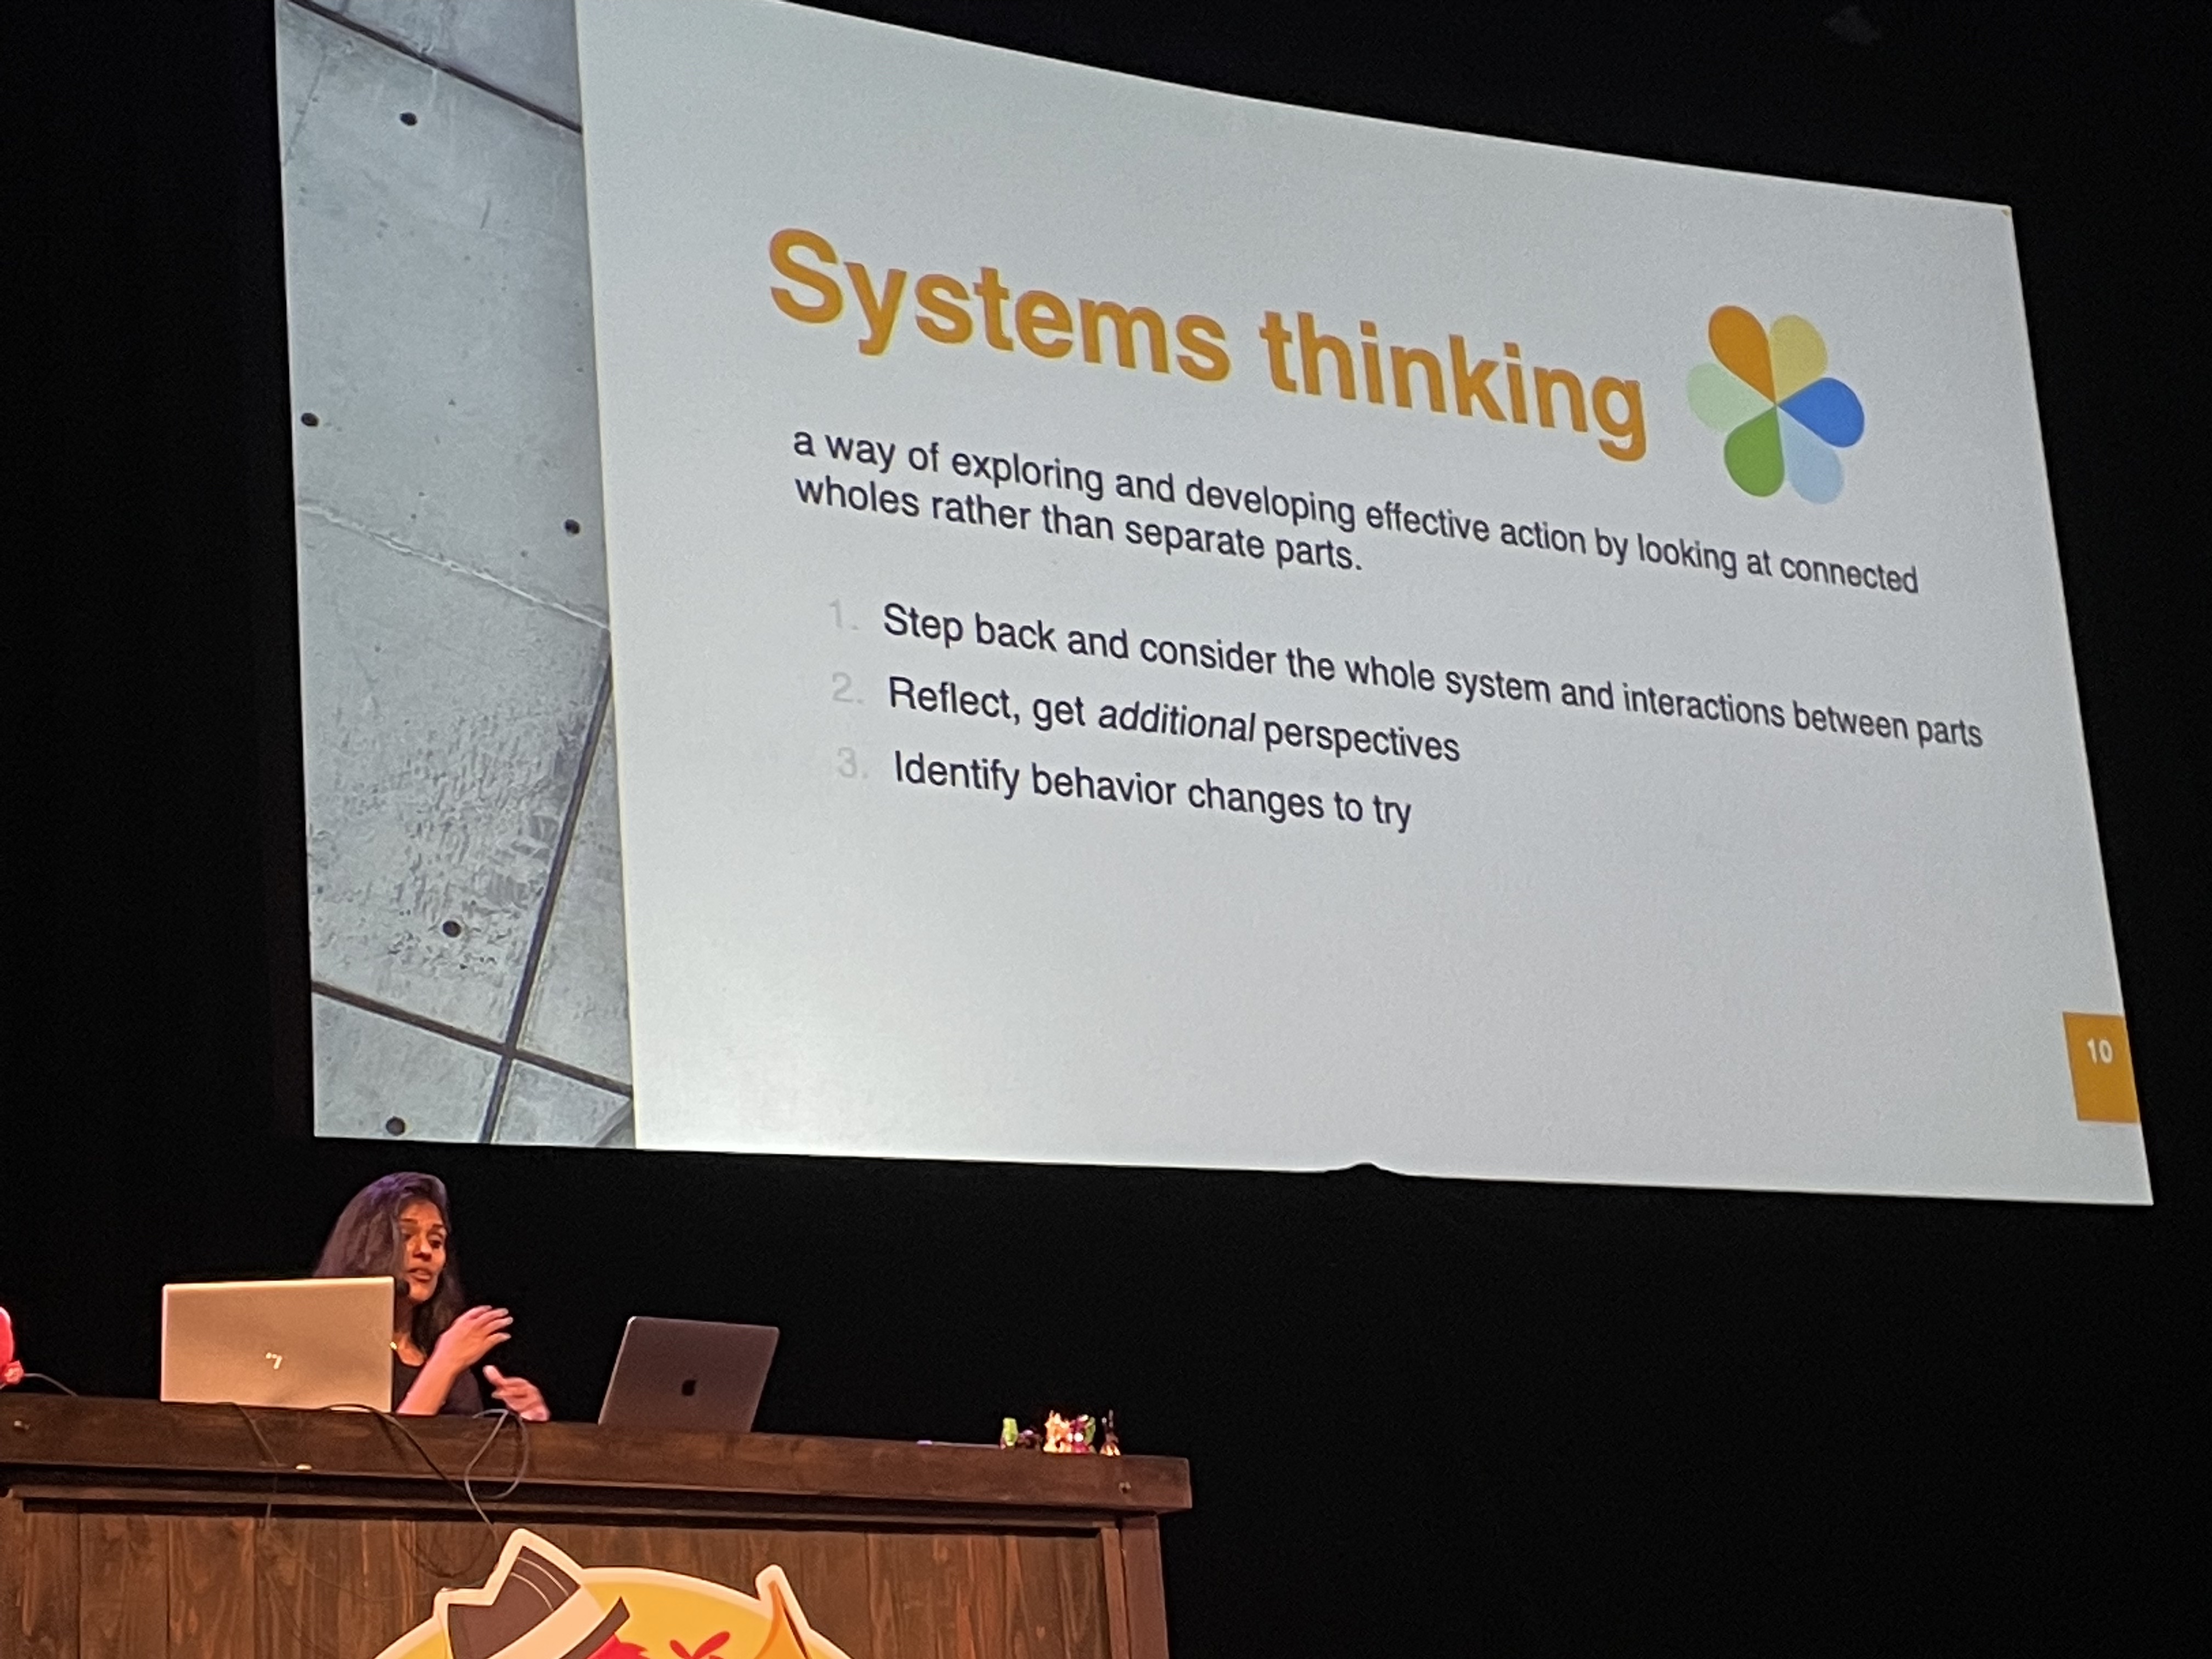 Systems thinking
a way of exploring and developing effective action by looking at connected
wholes rather than separate parts.
1. Step back and consider the whole system and interactions between parts
2. Reflect, get additional perspectives
3. Identify behavior changes to try
10